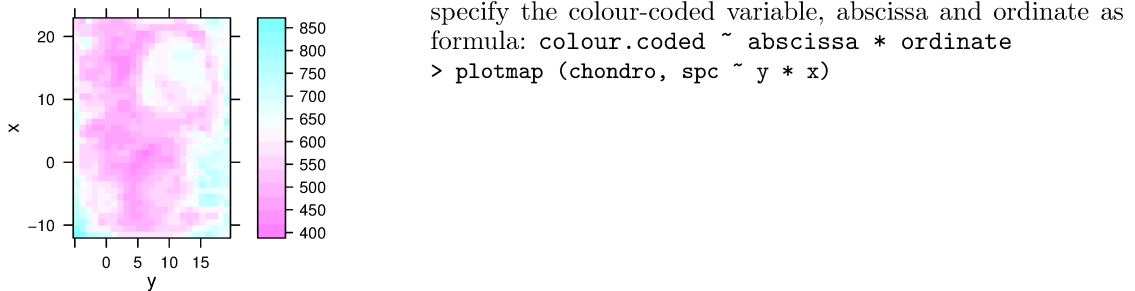 specify the colour-coded variable, abscissa and ordinate as
formula: colour.coded ~ abscissa * ordinate
> plotmap (chondro, spc ~ y * x)
20
10
0
−10
x
0 5 10 15
y
850
800
750
700
650
600
550
500
450
400